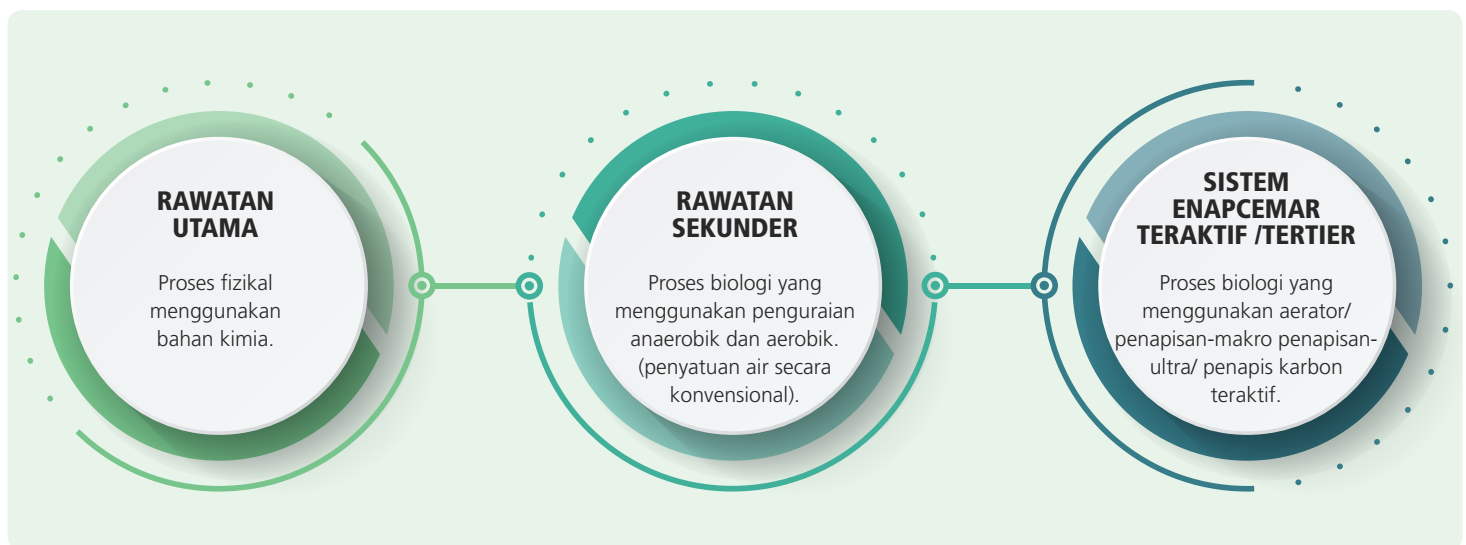 RAWATAN
UTAMA
Proses fizikal
menggunakan
bahan kimia.
RAWATAN
SEKUNDER
Proses biologi yang
menggunakan penguraian
anaerobik dan aerobik.
(penyatuan air secara
konvensional).
SISTEM
ENAPCEMAR
TERAKTIF /TERTIER
Proses biologi yang
menggunakan aerator/
penapisan-makro penapisan-
ultra/ penapis karbon
teraktif.